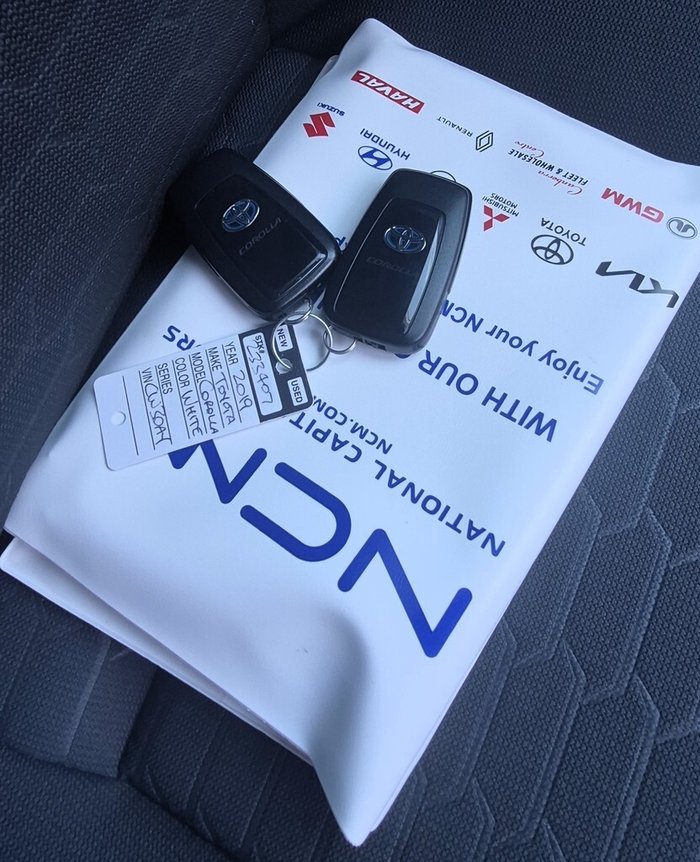 NCM
NATIONAL CAPIT
NCM.COM
WITH OUR
Enjoy your NCM
KIA
TOYOTA
MITSUBISHI
MOTORS
HYUNDAI
SUZUKI
GWM
Canberra
FLEET & WHOLESALE
Centre
RENAULT
HAVAL
COROLLA
COROLLA
NEW
USED
STK#
YEAR 2019
MAKE TOYOTA
MODEL COROLLA
COLOR WHITE
SERIES
VIN